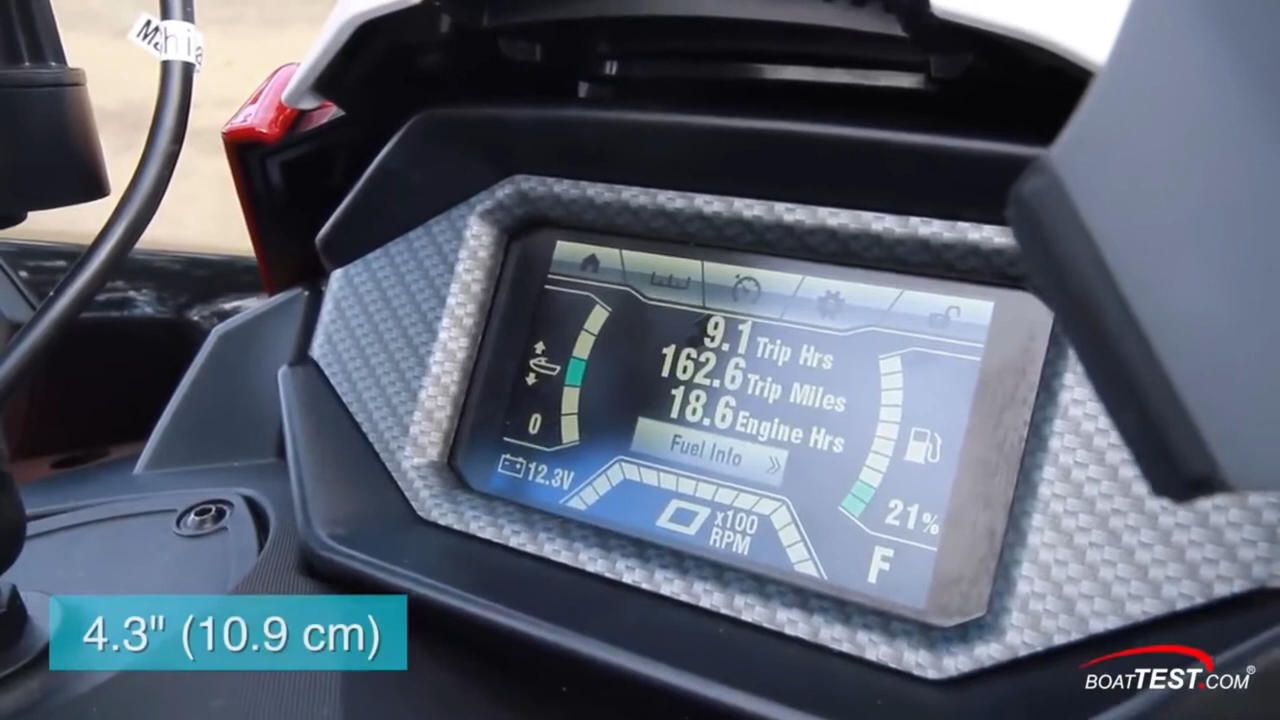 9.1 Trip Hrs
162.6 Trip Miles
18.6 Engine Hrs
Fuel Info
0
12.3V
0 x100
RPM
21%
F
4.3" (10.9 cm)
BOATTEST.COM®